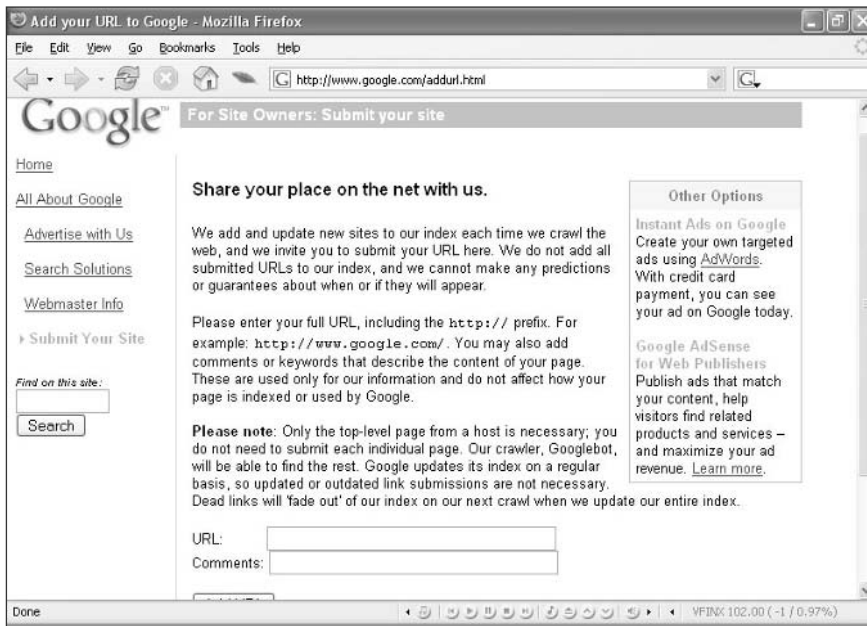 Add your URL to Google - Mozilla Firefox
File Edit View Go Bookmarks Tools Help
G http://www.google.com/addurl.html
G
Google™
For Site Owners: Submit your site
Home
All About Google
Advertise with Us
Search Solutions
Webmaster Info
Submit Your Site
Find on this site:
Search
Share your place on the net with us.
We add and update new sites to our index each time we crawl the
web, and we invite you to submit your URL here. We do not add all
submitted URLs to our index, and we cannot make any predictions
or guarantees about when or if they will appear.
Please enter your full URL, including the http:// prefix. For
example: http://www.google.com/. You may also add
comments or keywords that describe the content of your page.
These are used only for our information and do not affect how your
page is indexed or used by Google.
Please note: Only the top-level page from a host is necessary; you
do not need to submit each individual page. Our crawler, Googlebot,
will be able to find the rest. Google updates its index on a regular
basis, so updated or outdated link submissions are not necessary.
Dead links will 'fade out' of our index on our next crawl when we update our entire index.
URL:
Comments:
Other Options
Instant Ads on Google
Create your own targeted
ads using AdWords.
With credit card
payment, you can see
your ad on Google today.
Google AdSense
for Web Publishers
Publish ads that match
your content, help
visitors find related
products and services –
and maximize your ad
revenue. Learn more.
Done
VFINX 102.00 ( -1 / 0.97%)